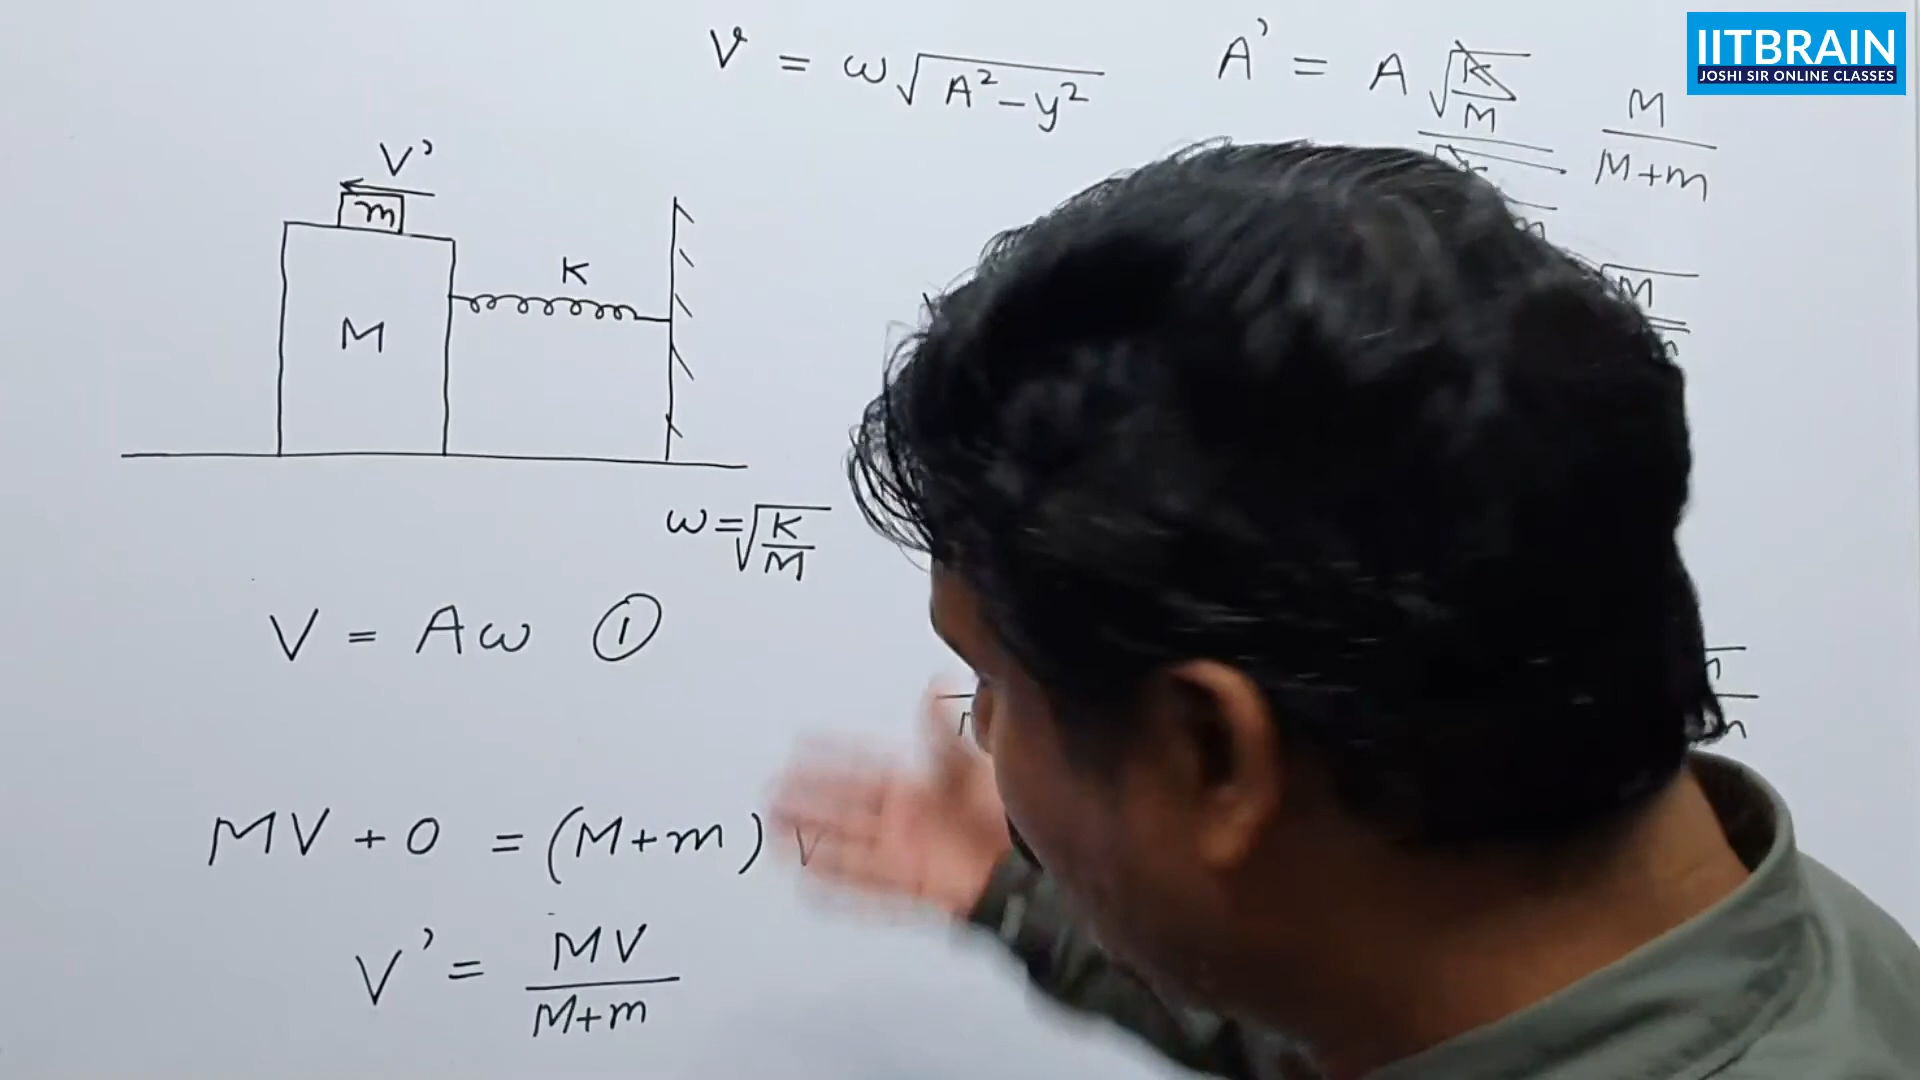 IITBRAIN
JOSHI SIR ONLINE CLASSES
V = ω√(A² - y²)
A' = A √(K/M)
M/(M+m)
V'
m
M
K
ω = √(K/M)
V = Aω ①
MV + 0 = (M+m) V
V' = MV/(M+m)